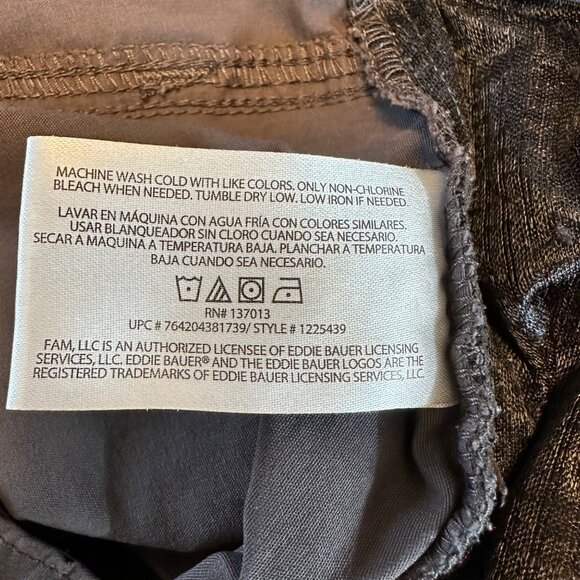 MACHINE WASH COLD WITH LIKE COLORS. ONLY NON-CHLORINE
BLEACH WHEN NEEDED. TUMBLE DRY LOW. LOW IRON IF NEEDED.
LAVAR EN MÁQUINA CON AGUA FRÍA CON COLORES SIMILARES.
USAR BLANQUEADOR SIN CLORO CUANDO SEA NECESARIO.
SECAR A MAQUINA A TEMPERATURA BAJA. PLANCHAR A TEMPERATURA
BAJA CUANDO SEA NECESARIO.
RN# 137013
UPC # 764204381739/ STYLE # 1225439
FAM, LLC IS AN AUTHORIZED LICENSEE OF EDDIE BAUER LICENSING
SERVICES, LLC. EDDIE BAUER® AND THE EDDIE BAUER LOGOS ARE THE
REGISTERED TRADEMARKS OF EDDIE BAUER LICENSING SERVICES, LLC.